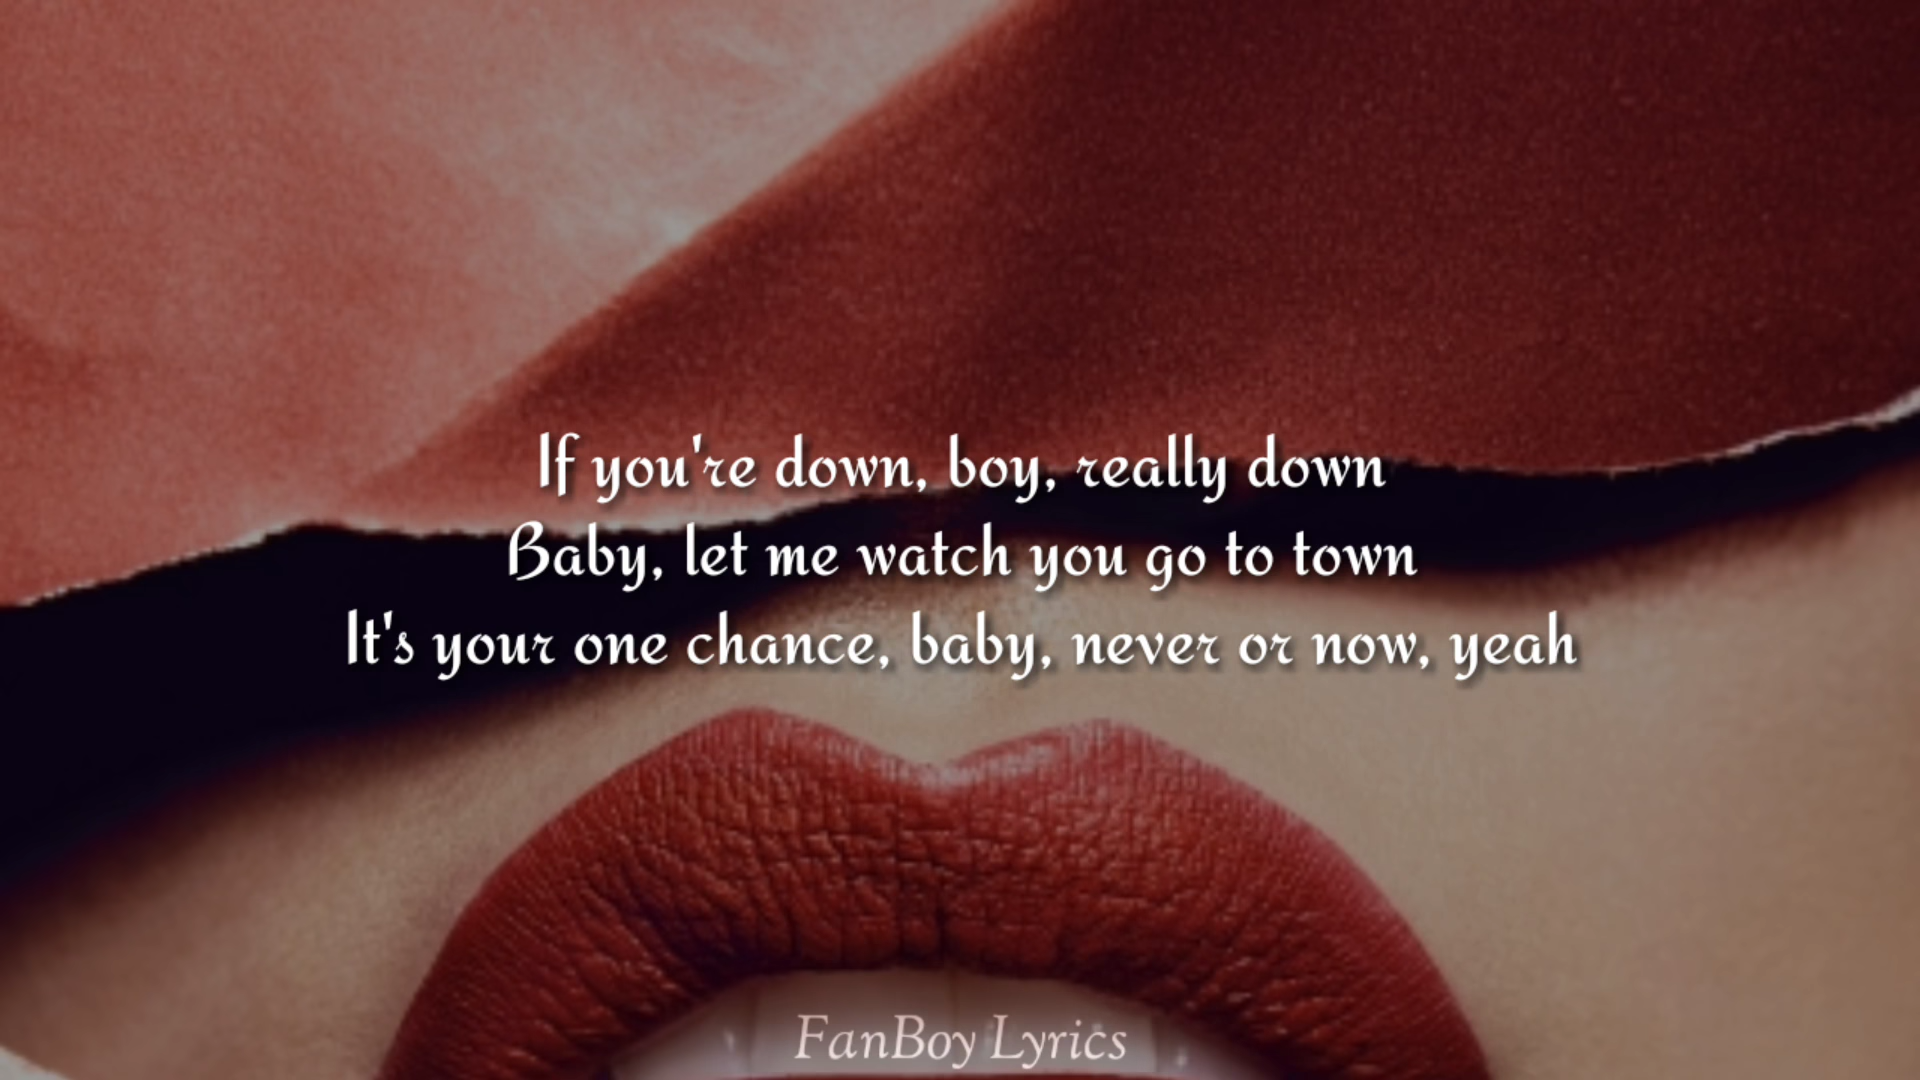 If you're down, boy, really down
Baby, let me watch you go to town
It's your one chance, baby, never or now, yeah
FanBoy Lyrics